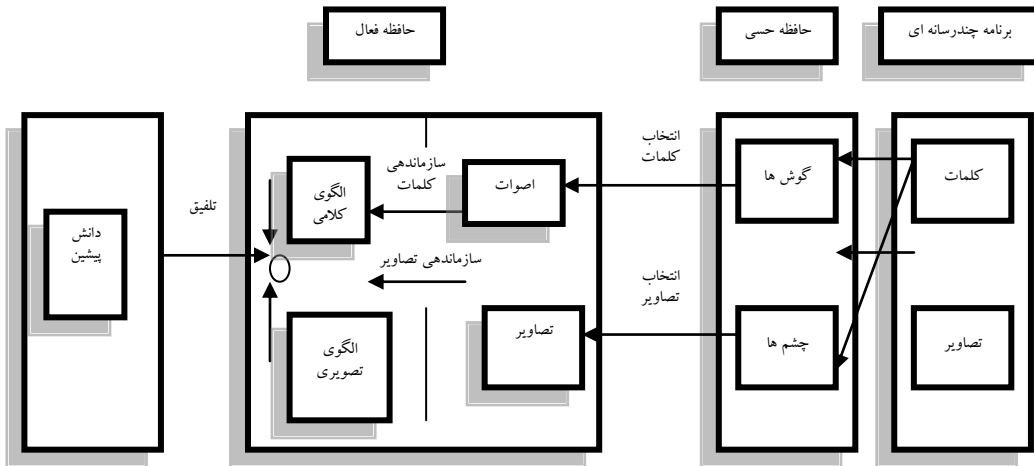 برنامه چندرسانه ای
حافظه حسی
حافظه فعال
کلمات
تصاویر
گوش ها
چشم ها
انتخاب
کلمات
انتخاب
تصاویر
اصوات
تصاویر
سازماندهی
کلمات
سازماندهی تصاویر
الگوی
کلامی
الگوی
تصویری
تلفیق
دانش
پیشین